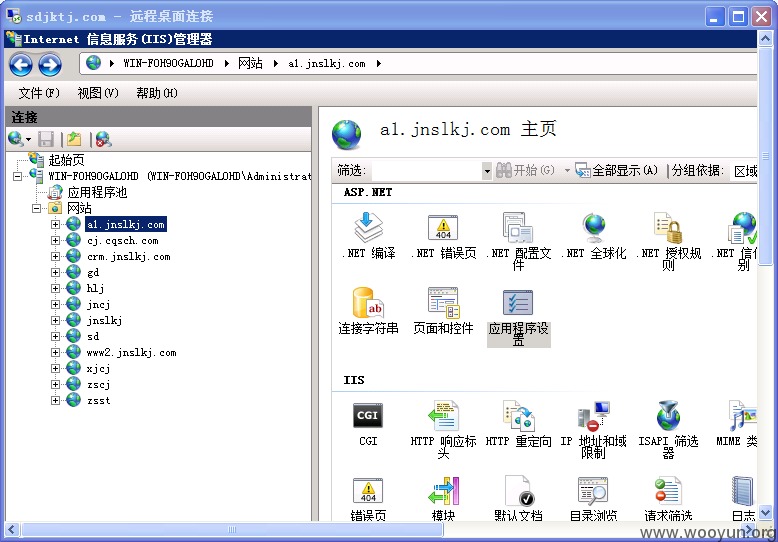 sdjktj.com - 远程桌面连接
Internet 信息服务(IIS)管理器
WIN-FOH9OGALOHD 网站 a1.jnslkj.com
文件(F) 视图(V) 帮助(H)
连接
起始页
WIN-FOH9OGALOHD (WIN-FOH9OGALOHD\Administrat
应用程序池
网站
a1.jnslkj.com
cj.cqsch.com
crm.jnslkj.com
gd
hlj
jncj
jnslkj
sd
www2.jnslkj.com
xjcj
zscj
zsst
a1.jnslkj.com 主页
筛选: 开始(G) 全部显示(A) 分组依据: 区域
ASP.NET
404
.NET 编译 .NET 错误页 .NET 配置文件 .NET 全球化 .NET 授权规则 .NET 信任级别
ab
连接字符串 页面和控件 应用程序设置
IIS
CGI
CGI HTTP 响应标头 HTTP 重定向 IP 地址和域限制 ISAPI 筛选器 MIME 类
404
错误页 模块 默认文档 目录浏览 请求筛选 日志
www.wooyun.org